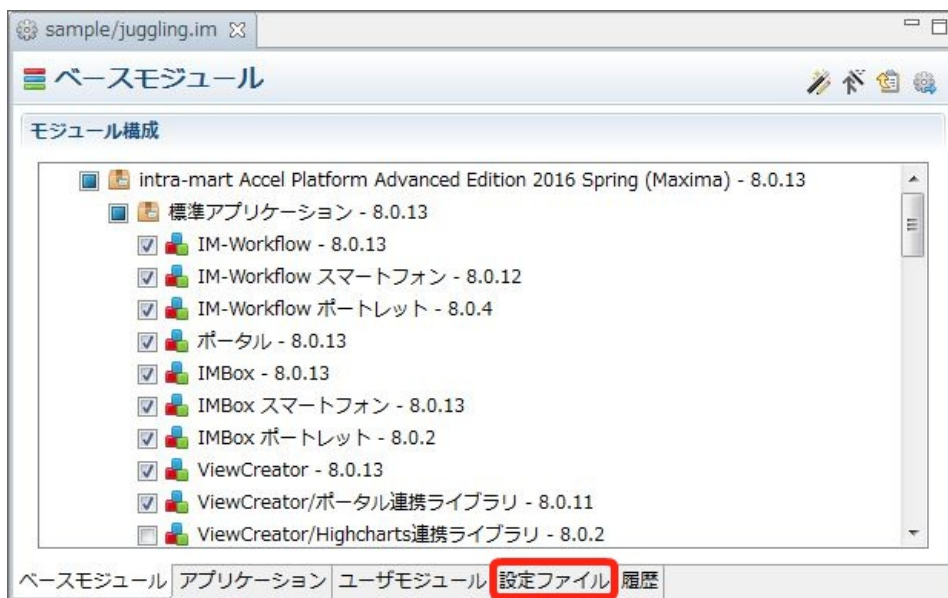 sample/juggling.im
ベースモジュール
モジュール構成
intra-mart Accel Platform Advanced Edition 2016 Spring (Maxima) - 8.0.13
標準アプリケーション - 8.0.13
IM-Workflow - 8.0.13
IM-Workflow スマートフォン - 8.0.12
IM-Workflow ポートレット - 8.0.4
ポータル - 8.0.13
IMBox - 8.0.13
IMBox スマートフォン - 8.0.13
IMBox ポートレット - 8.0.2
ViewCreator - 8.0.13
ViewCreator/ポータル連携ライブラリ - 8.0.11
ViewCreator/Highcharts連携ライブラリ - 8.0.2
ベースモジュール アプリケーション ユーザモジュール 設定ファイル 履歴